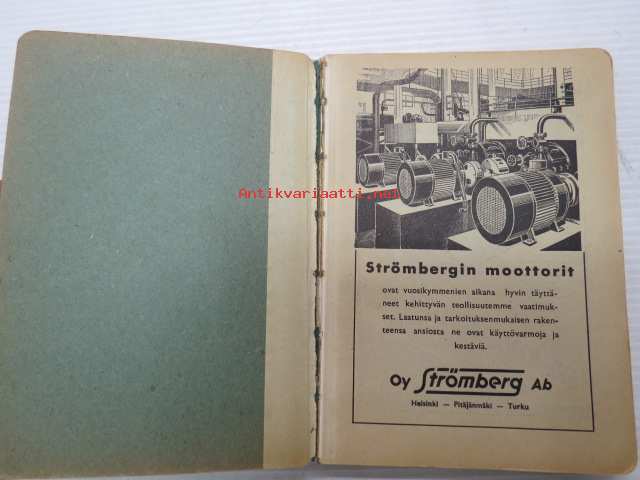 Antikvariaatti.net
Strömbergin moottorit
ovat vuosikymmenien aikana hyvin täyttä-
neet kehittyvän teollisuutemme vaatimuk-
set. Laatunsa ja tarkoituksenmukaisen raken-
teensa ansiosta ne ovat käyttövarmoja ja
kestäviä.
Oy Strömberg Ab
Helsinki — Pitäjänmäki — Turku